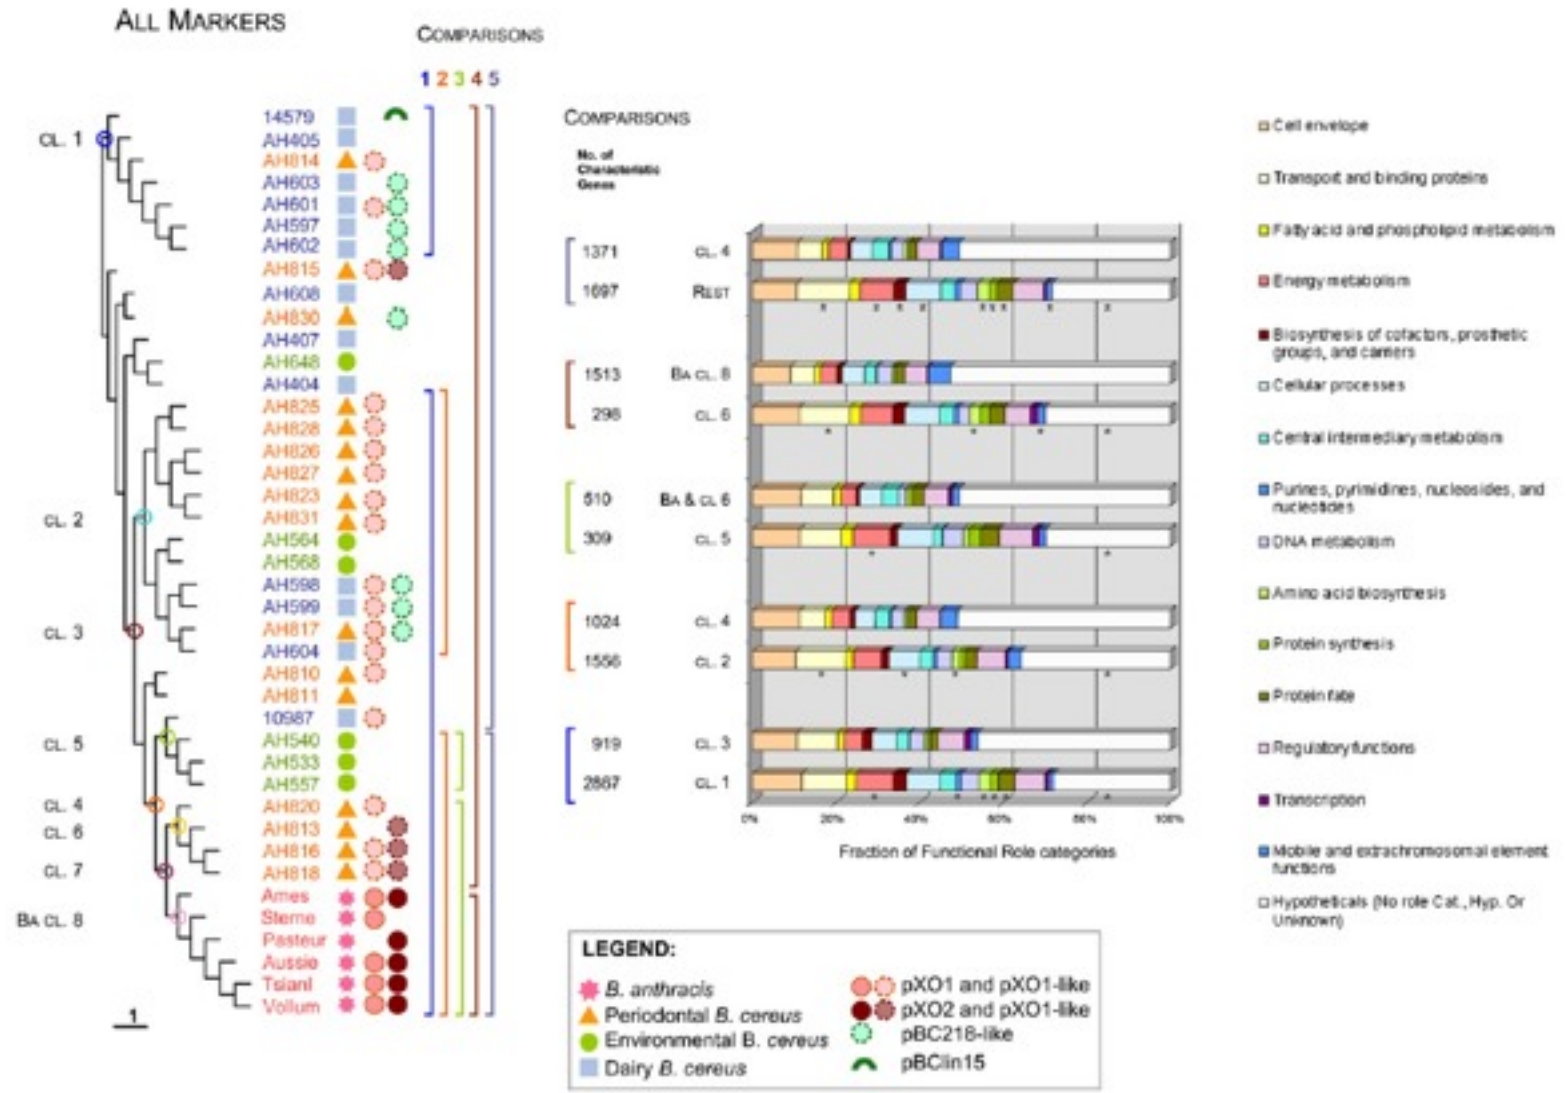 ALL MARKERS
COMPARISONS
1 2 3 4 5
CL. 1
CL. 2
CL. 3
CL. 5
CL. 4
CL. 6
CL. 7
BA CL. 8
1
14579
AH405
AH814
AH603
AH601
AH597
AH602
AH815
AH608
AH830
AH407
AH648
AH404
AH825
AH828
AH826
AH827
AH823
AH831
AH564
AH568
AH598
AH599
AH817
AH604
AH810
AH811
10987
AH540
AH533
AH557
AH820
AH813
AH816
AH818
Ames
Sterne
Pasteur
Aussie
TsianI
Vollum
COMPARISONS
No. of
Characteristic
Genes
1371 CL. 4
1697 REST
1513 BA CL. 8
298 CL. 6
510 BA & CL 6
309 CL. 5
1024 CL. 4
1556 CL. 2
919 CL. 3
2867 CL. 1
0% 20% 40% 60% 80% 100%
Fraction of Functional Role categories
Cell envelope
Transport and binding proteins
Fatty acid and phospholipid metabolism
Energy metabolism
Biosynthesis of cofactors, prosthetic
groups, and carriers
Cellular processes
Central intermediary metabolism
Purines, pyrimidines, nucleosides, and
nucleotides
DNA metabolism
Amino acid biosynthesis
Protein synthesis
Protein fate
Regulatory functions
Transcription
Mobile and extrachromosomal element
functions
Hypotheticals (No role Cat., Hyp. Or
Unknown)
LEGEND:
B. anthracis
Periodontal B. cereus
Environmental B. cereus
Dairy B. cereus
pXO1 and pXO1-like
pXO2 and pXO1-like
pBC218-like
pBClin15